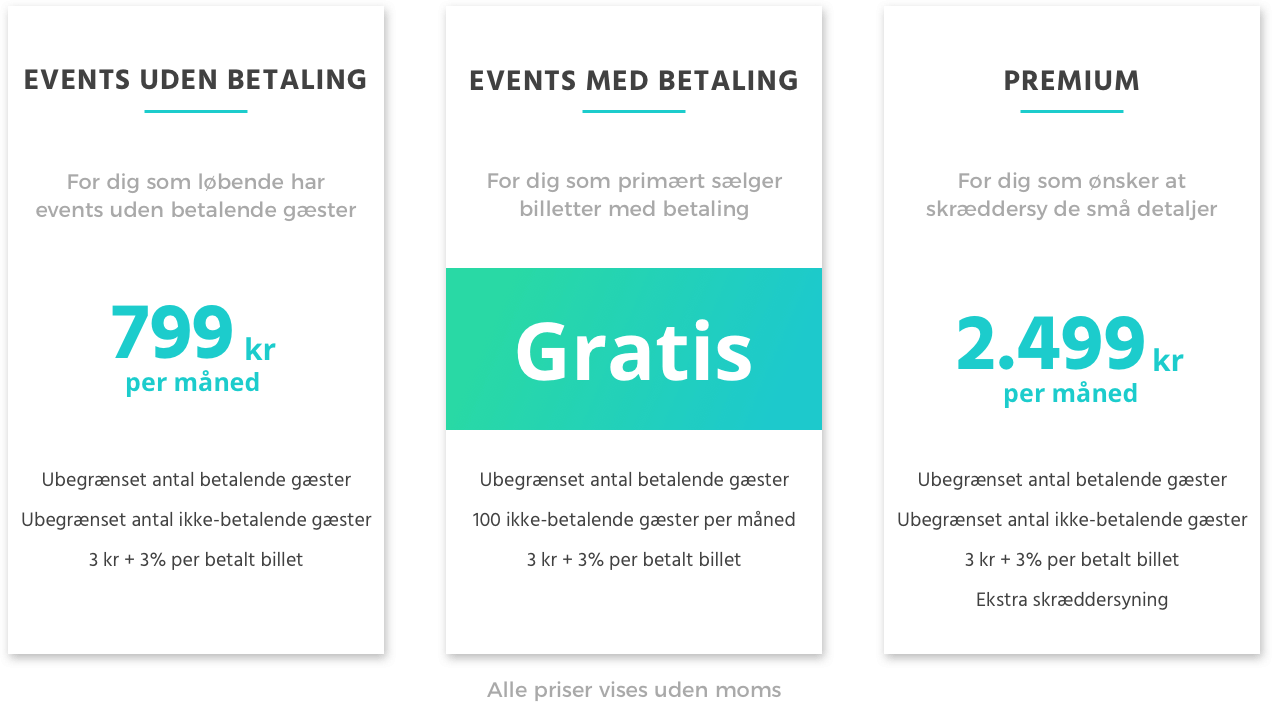 EVENTS UDEN BETALING
For dig som løbende har
events uden betalende gæster
799 kr
per måned
Ubegrænset antal betalende gæster
Ubegrænset antal ikke-betalende gæster
3 kr + 3% per betalt billet
EVENTS MED BETALING
For dig som primært sælger
billetter med betaling
Gratis
Ubegrænset antal betalende gæster
100 ikke-betalende gæster per måned
3 kr + 3% per betalt billet
PREMIUM
For dig som ønsker at
skræddersy de små detaljer
2.499 kr
per måned
Ubegrænset antal betalende gæster
Ubegrænset antal ikke-betalende gæster
3 kr + 3% per betalt billet
Ekstra skræddersyning
Alle priser vises uden moms